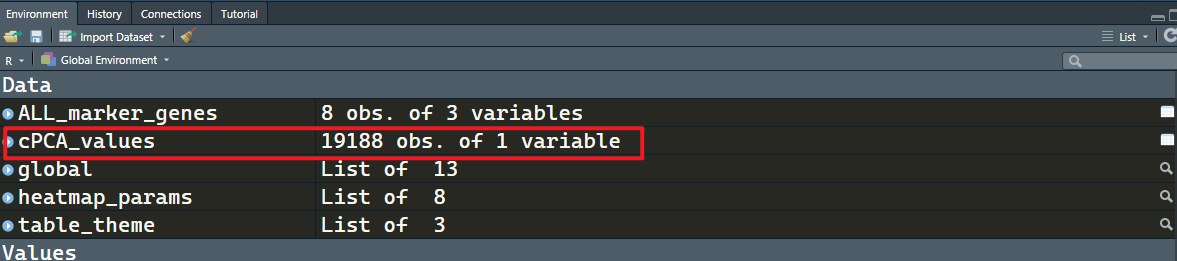 Environment History Connections Tutorial
Import Dataset List
R Global Environment
Data
ALL_marker_genes 8 obs. of 3 variables
cPCA_values 19188 obs. of 1 variable
global List of 13
heatmap_params List of 8
table_theme List of 3
Values